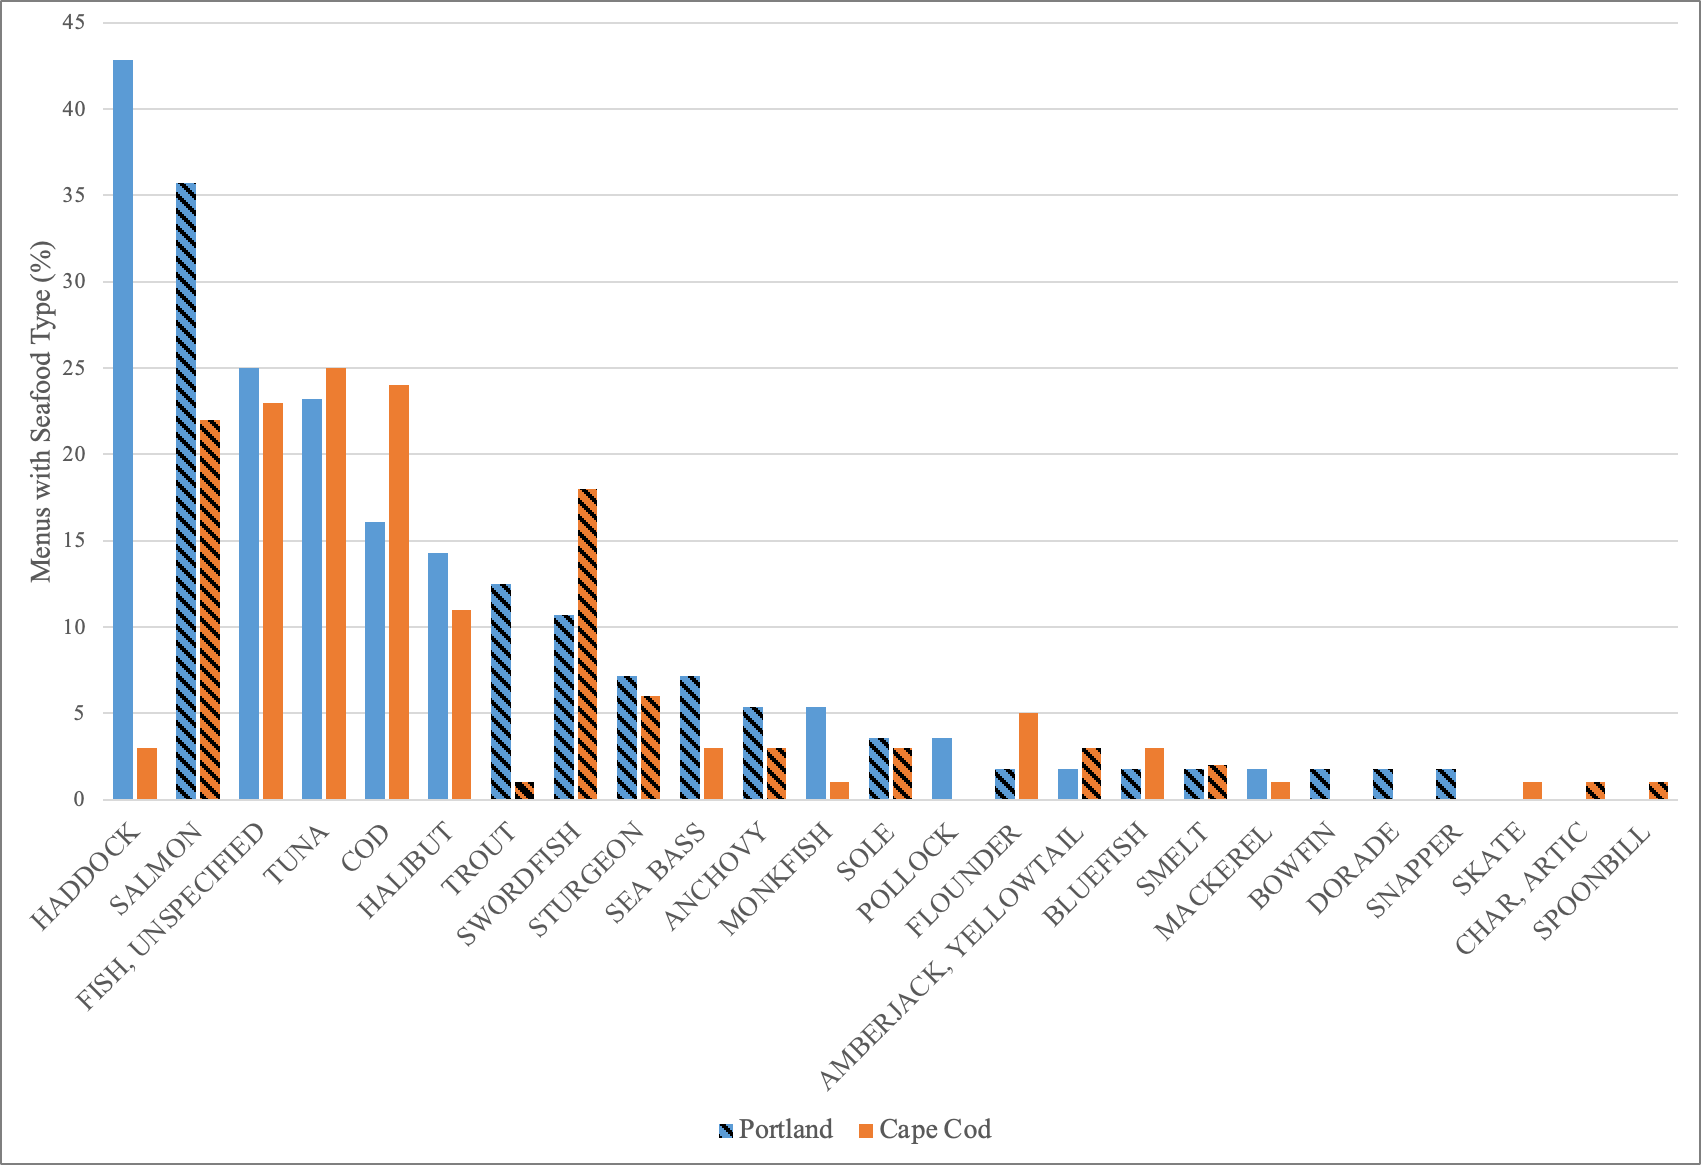 45
40
35
30
25
20
15
10
5
0
Menus with Seafood Type (%)
HADDOCK
SALMON
FISH, UNSPECIFIED
TUNA
COD
HALIBUT
TROUT
SWORDFISH
STURGEON
SEA BASS
ANCHOVY
MONKFISH
SOLE
POLLOCK
FLOUNDER
AMBERJACK, YELLOWTAIL
BLUEFISH
SMELT
MACKEREL
BOWFIN
DORADE
SNAPPER
SKATE
CHAR, ARTIC
SPOONBILL
Portland Cape Cod